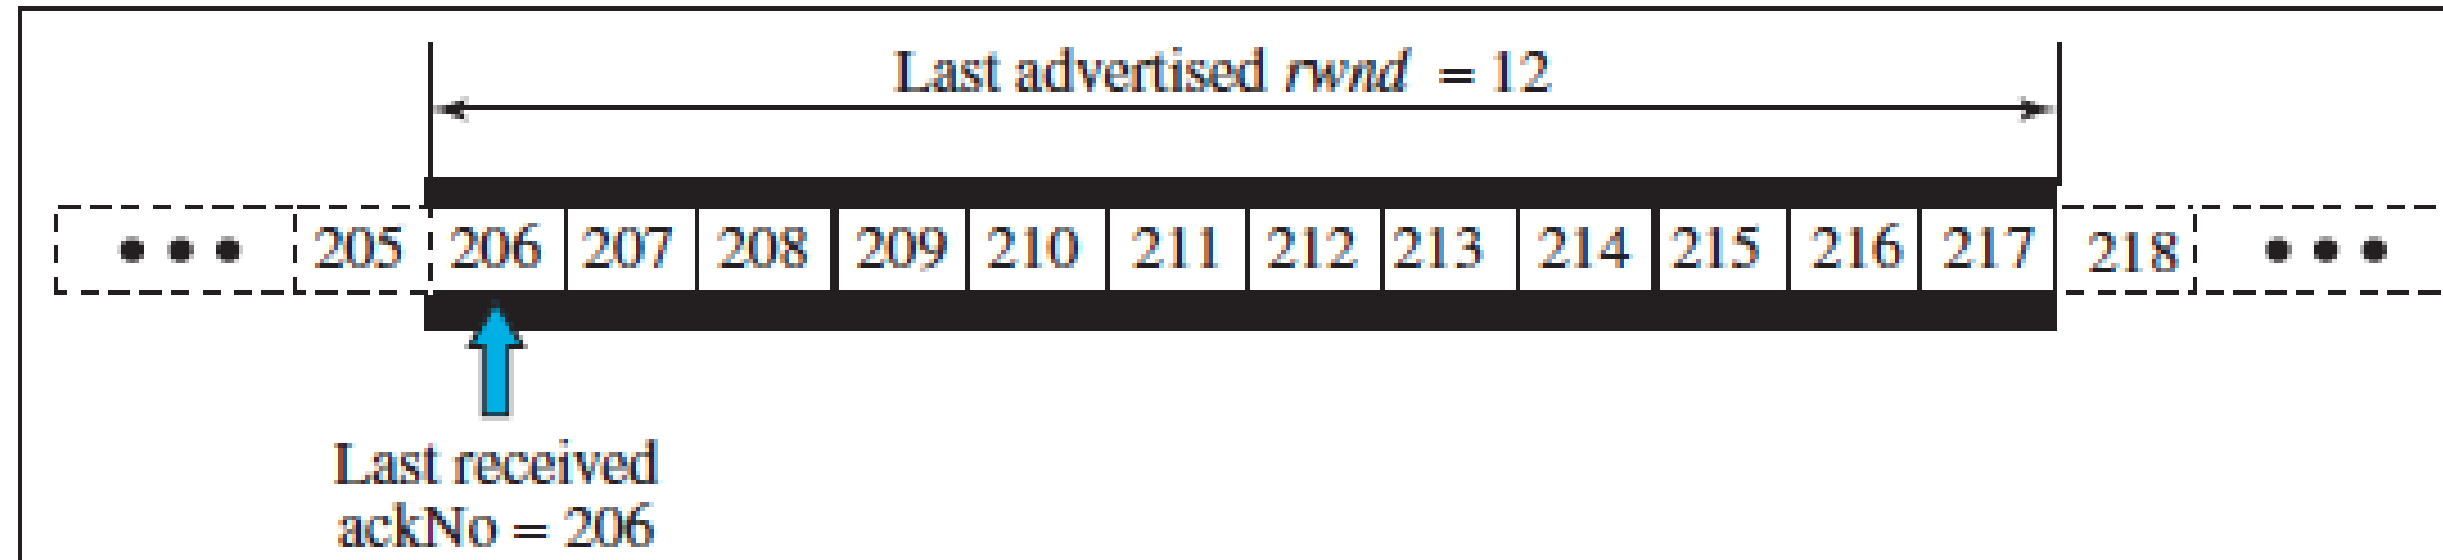 Last advertised rwnd = 12
••• 205 206 207 208 209 210 211 212 213 214 215 216 217 218 •••
Last received
ackNo = 206